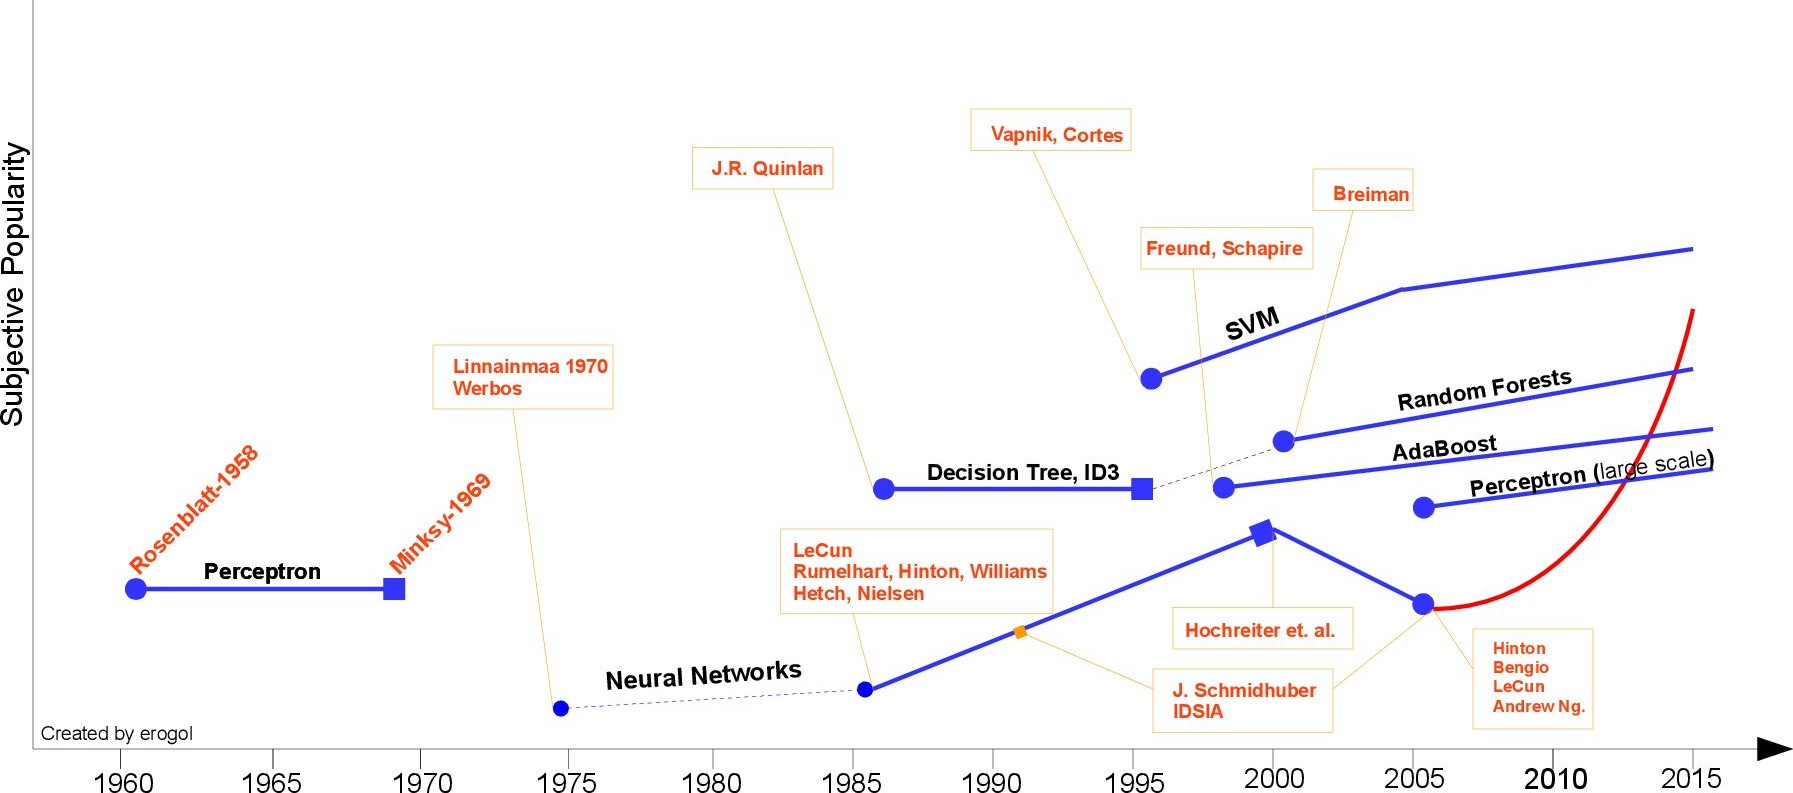 Subjective Popularity
Vapnik, Cortes
J.R. Quinlan
Breiman
Freund, Schapire
SVM
Linnainmaa 1970
Werbos
Random Forests
AdaBoost
Rosenblatt-1958
Minksy-1969
Decision Tree, ID3
Perceptron (large scale)
Perceptron
LeCun
Rumelhart, Hinton, Williams
Hetch, Nielsen
Hochreiter et. al.
Neural Networks
Hinton
Bengio
LeCun
Andrew Ng.
J. Schmidhuber
IDSIA
Created by erogol
1960 1965 1970 1975 1980 1985 1990 1995 2000 2005 2010 2015